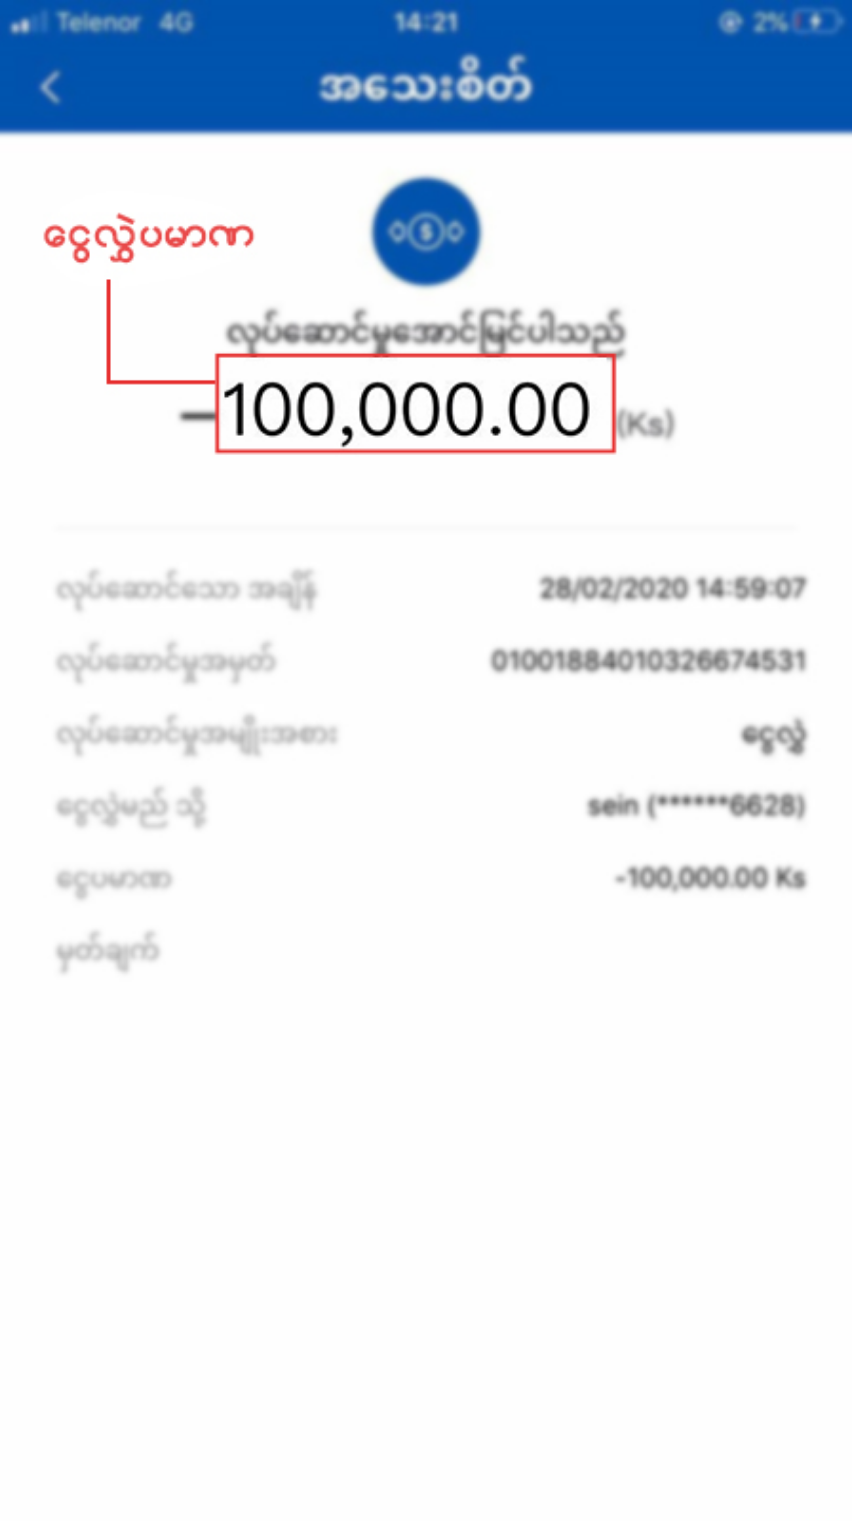 Telenor 4G 14:21 2%
အသေးစိတ်
ငွေလွှဲပမာဏ
လုပ်ဆောင်မှုအောင်မြင်ပါသည်
-100,000.00 (Ks)
လုပ်ဆောင်သော အချိန် 28/02/2020 14:59:07
လုပ်ဆောင်မှုအမှတ် 01001884010326674531
လုပ်ဆောင်မှုအမျိုးအစား ငွေလွှဲ
ငွေလွှဲမည် သို့ sein (******6628)
ငွေပမာဏ -100,000.00 Ks
မှတ်ချက်